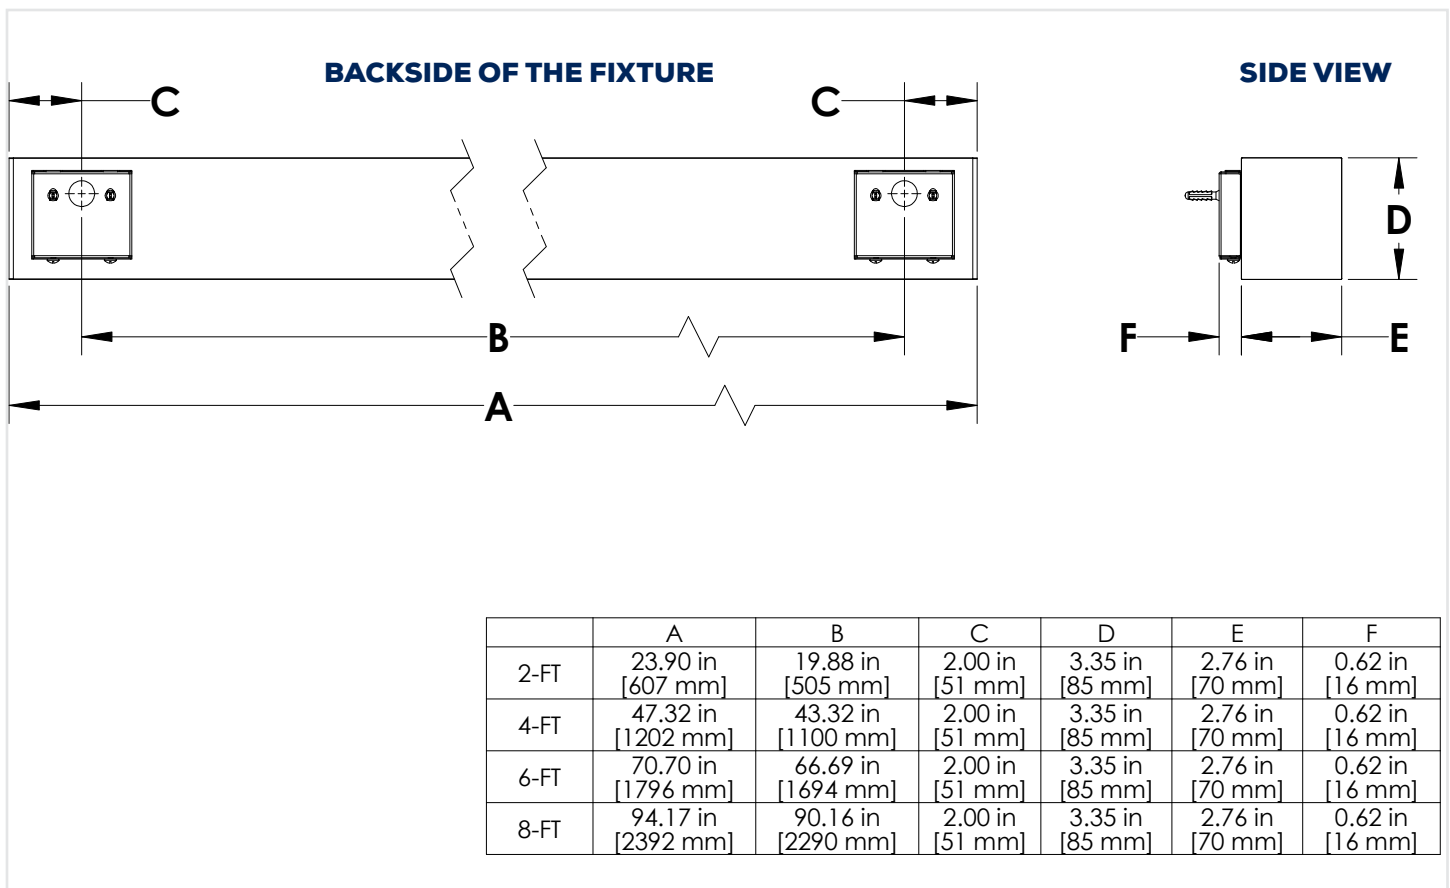 BACKSIDE OF THE FIXTURE
SIDE VIEW
C
C
D
B
F
E
A
A B C D E F
2-FT 23.90 in [607 mm] 19.88 in [505 mm] 2.00 in [51 mm] 3.35 in [85 mm] 2.76 in [70 mm] 0.62 in [16 mm]
4-FT 47.32 in [1202 mm] 43.32 in [1100 mm] 2.00 in [51 mm] 3.35 in [85 mm] 2.76 in [70 mm] 0.62 in [16 mm]
6-FT 70.70 in [1796 mm] 66.69 in [1694 mm] 2.00 in [51 mm] 3.35 in [85 mm] 2.76 in [70 mm] 0.62 in [16 mm]
8-FT 94.17 in [2392 mm] 90.16 in [2290 mm] 2.00 in [51 mm] 3.35 in [85 mm] 2.76 in [70 mm] 0.62 in [16 mm]